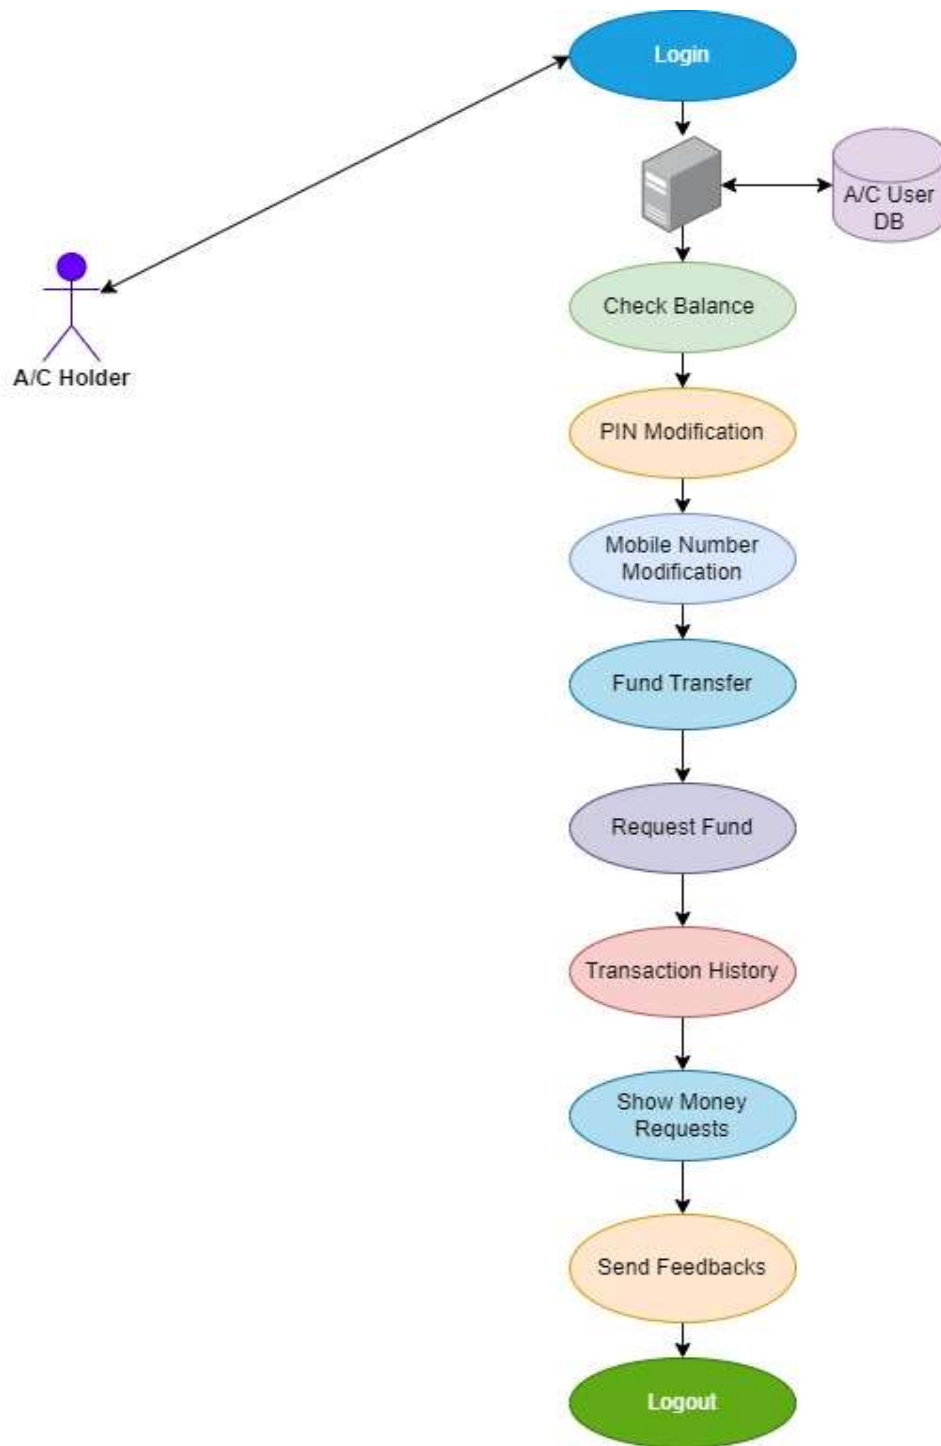 Login
A/C User
DB
Check Balance
A/C Holder
PIN Modification
Mobile Number
Modification
Fund Transfer
Request Fund
Transaction History
Show Money
Requests
Send Feedbacks
Logout